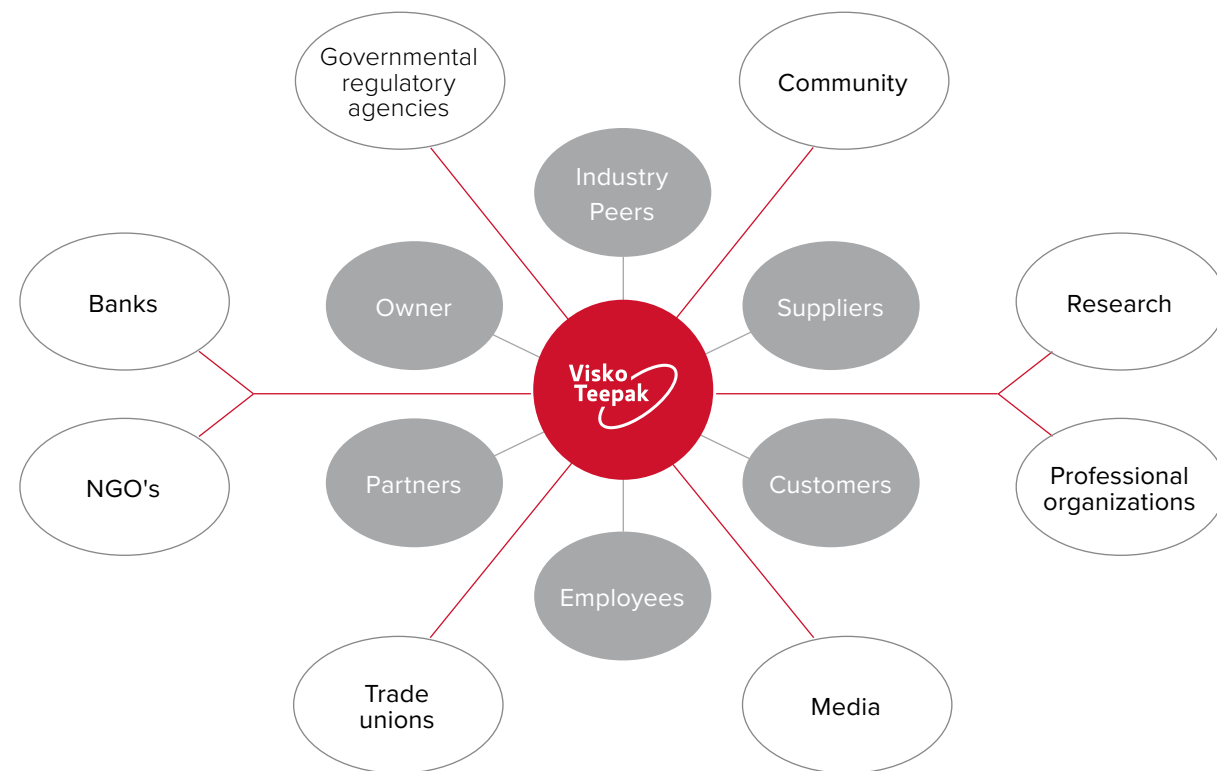 Governmental
regulatory
agencies
Community
Industry
Peers
Banks
Owner
Suppliers
Research
Visko
Teepak
NGO's
Partners
Customers
Professional
organizations
Employees
Trade
unions
Media